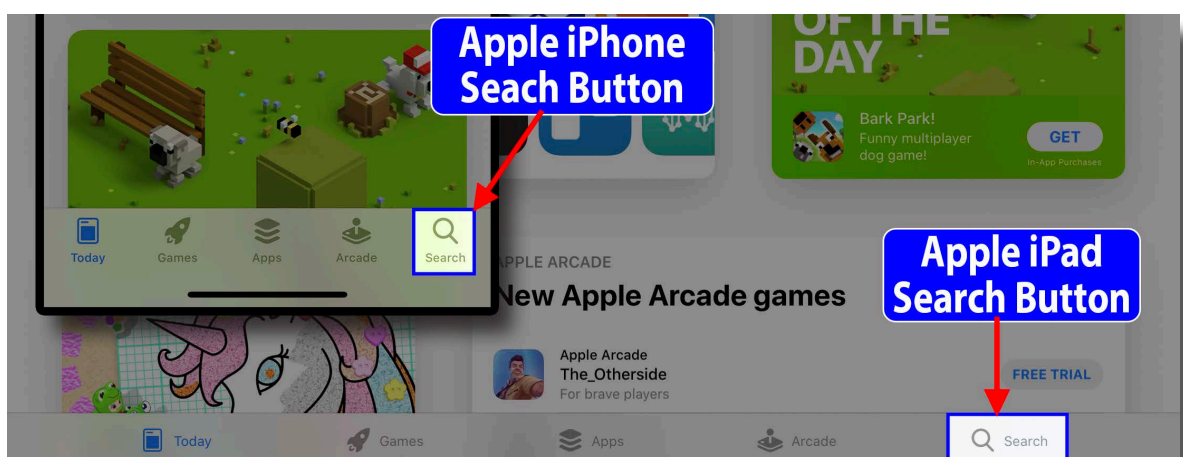 Apple iPhone
Seach Button
OF THE
DAY
Bark Park!
Funny multiplayer
dog game!
GET
In-App Purchases
Today
Games
Apps
Arcade
Search
APPLE ARCADE
New Apple Arcade games
Apple iPad
Search Button
Apple Arcade
The_Otherside
For brave players
FREE TRIAL
Today
Games
Apps
Arcade
Search